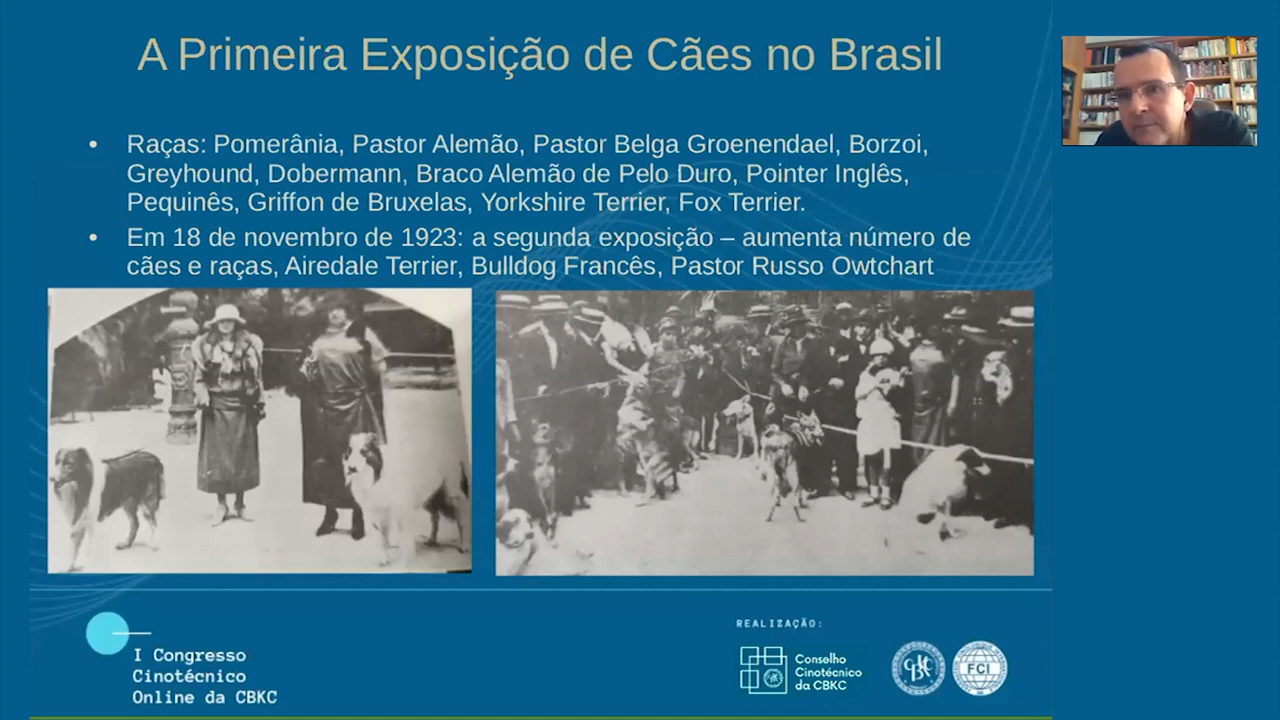 A Primeira Exposição de Cães no Brasil
• Raças: Pomerânia, Pastor Alemão, Pastor Belga Groenendael, Borzoi,
Greyhound, Dobermann, Braco Alemão de Pelo Duro, Pointer Inglês,
Pequinês, Griffon de Bruxelas, Yorkshire Terrier, Fox Terrier.
• Em 18 de novembro de 1923: a segunda exposição – aumenta número de
cães e raças, Airedale Terrier, Bulldog Francês, Pastor Russo Owtchart
I Congresso
Cinotécnico
Online da CBKC
REALIZAÇÃO:
Conselho
Cinotécnico
da CBKC
FCI